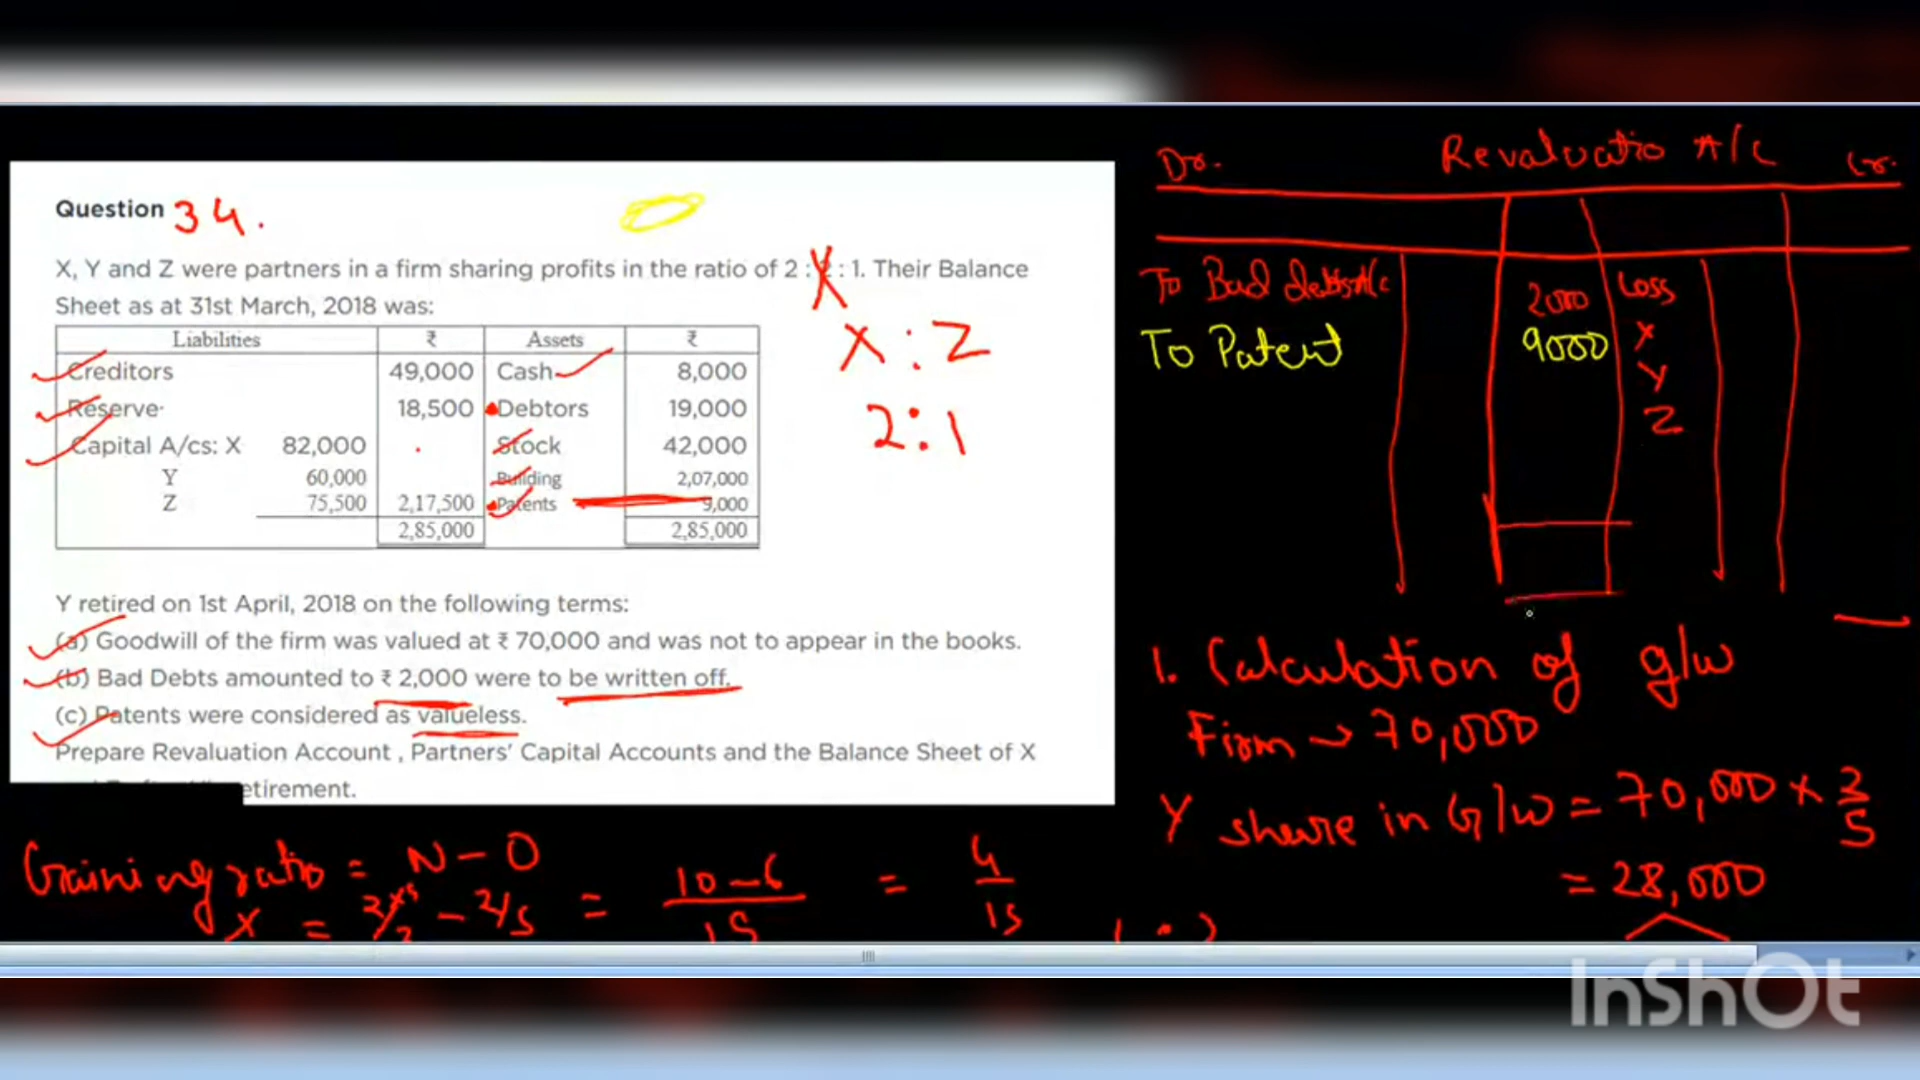 Question 34.
X, Y and Z were partners in a firm sharing profits in the ratio of 2 : 2 : 1. Their Balance
Sheet as at 31st March, 2018 was:
Liabilities ₹ Assets ₹
Creditors 49,000 Cash 8,000
Reserve 18,500 Debtors 19,000
Capital A/cs: X 82,000 Stock 42,000
Y 60,000 Building 2,07,000
Z 75,500 2,17,500 Patents 9,000
2,85,000 2,85,000
X : Z
2 : 1
Y retired on 1st April, 2018 on the following terms:
(a) Goodwill of the firm was valued at ₹ 70,000 and was not to appear in the books.
(b) Bad Debts amounted to ₹ 2,000 were to be written off.
(c) Patents were considered as valueless.
Prepare Revaluation Account , Partners' Capital Accounts and the Balance Sheet of X
etirement.
Gaining ratio = N - O
X = 2/3 - 2/5 = 10-6 = 4
15 15
Dr. Revaluatio A/C Cr.
To Bad debts A/c 2000 Loss
To Patent 9000 X
Y
Z
1. Calculation of g/w
Firm → 70,000
Y share in G/W = 70,000 × 2/5
= 28,000
InShOt